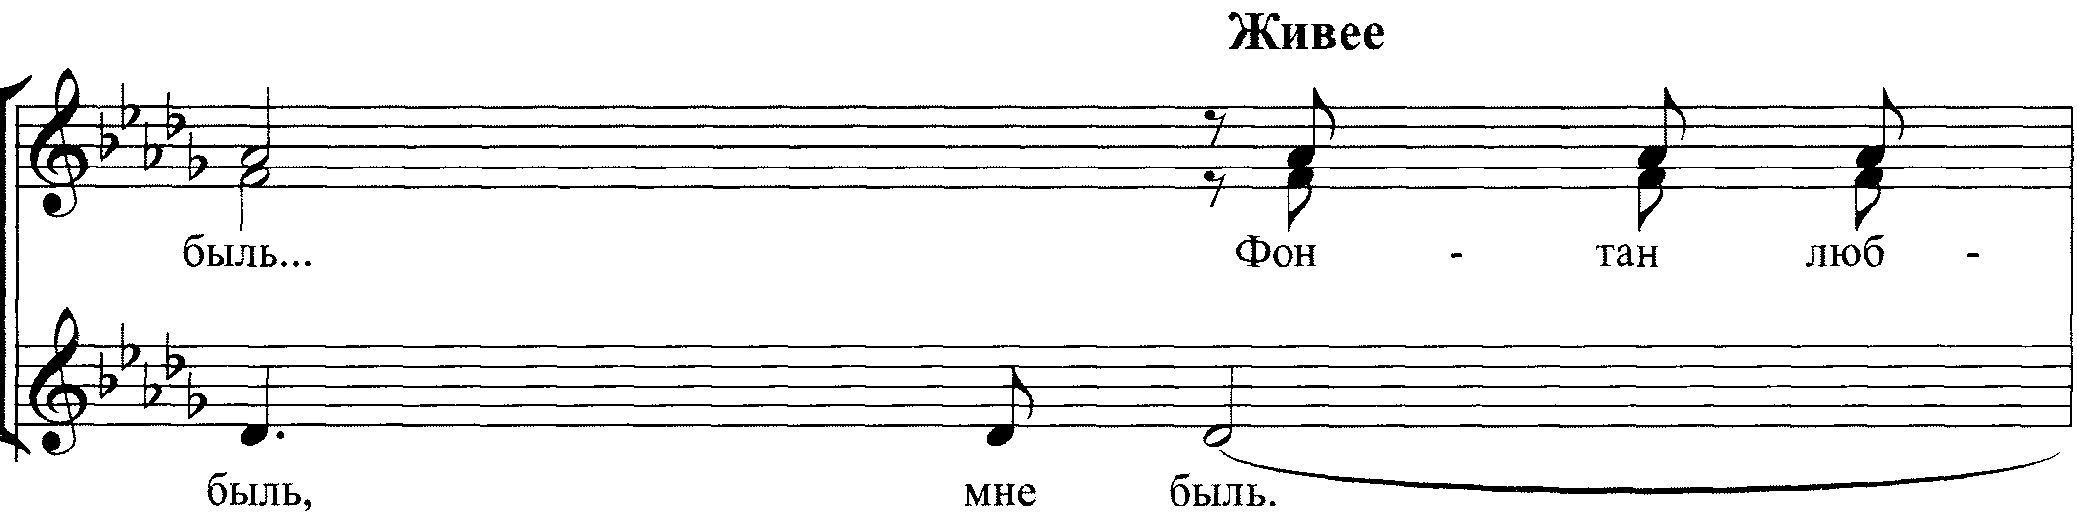 Живее
быль... Фон - тан люб -
быль, мне быль.